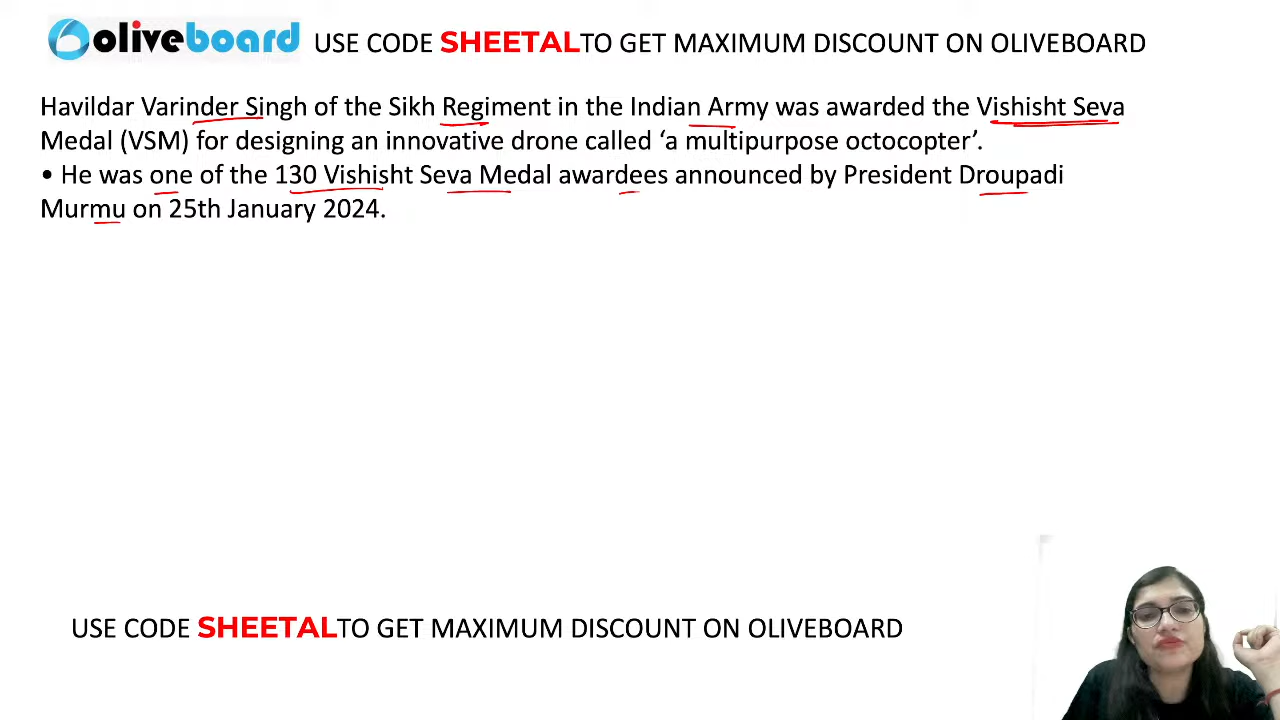 oliveboard USE CODE SHEETAL TO GET MAXIMUM DISCOUNT ON OLIVEBOARD
Havildar Varinder Singh of the Sikh Regiment in the Indian Army was awarded the Vishisht Seva
Medal (VSM) for designing an innovative drone called ‘a multipurpose octocopter’.
• He was one of the 130 Vishisht Seva Medal awardees announced by President Droupadi
Murmu on 25th January 2024.
USE CODE SHEETAL TO GET MAXIMUM DISCOUNT ON OLIVEBOARD